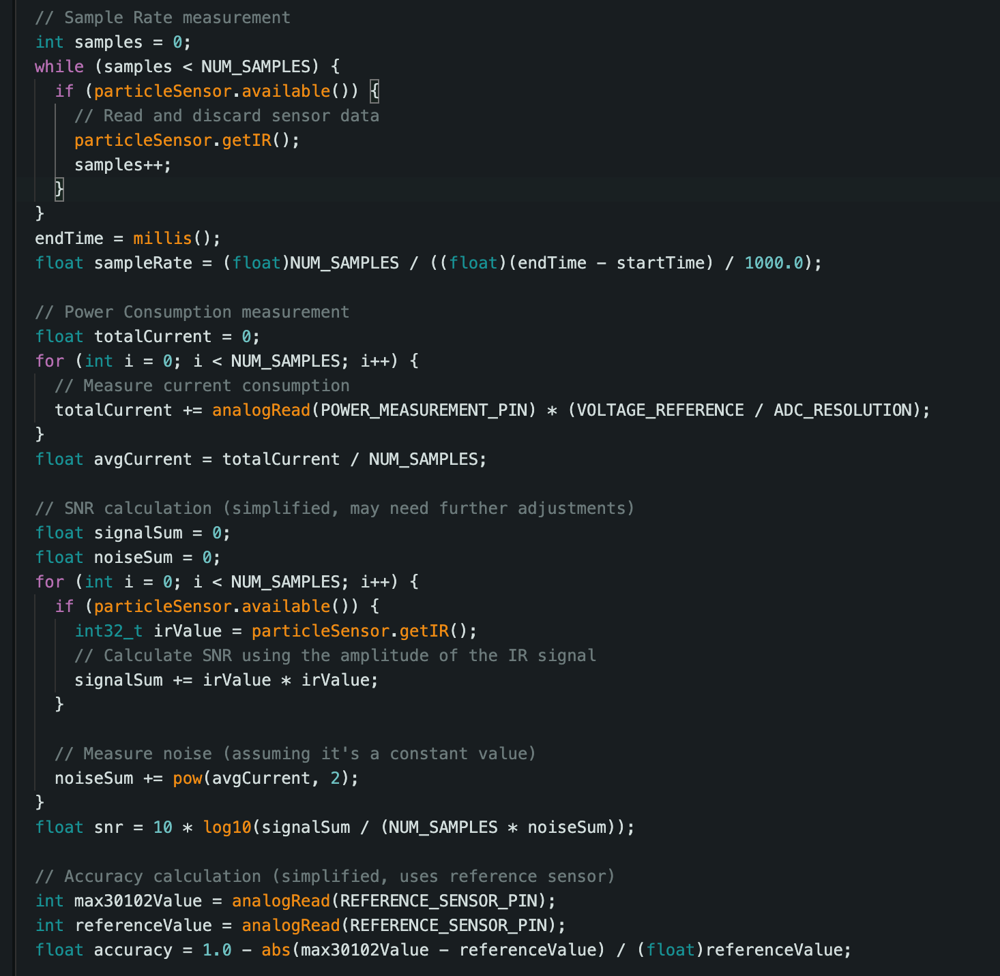 // Sample Rate measurement
int samples = 0;
while (samples < NUM_SAMPLES) {
if (particleSensor.available()) {
// Read and discard sensor data
particleSensor.getIR();
samples++;
}
}
endTime = millis();
float sampleRate = (float)NUM_SAMPLES / ((float)(endTime - startTime) / 1000.0);
// Power Consumption measurement
float totalCurrent = 0;
for (int i = 0; i < NUM_SAMPLES; i++) {
// Measure current consumption
totalCurrent += analogRead(POWER_MEASUREMENT_PIN) * (VOLTAGE_REFERENCE / ADC_RESOLUTION);
}
float avgCurrent = totalCurrent / NUM_SAMPLES;
// SNR calculation (simplified, may need further adjustments)
float signalSum = 0;
float noiseSum = 0;
for (int i = 0; i < NUM_SAMPLES; i++) {
if (particleSensor.available()) {
int32_t irValue = particleSensor.getIR();
// Calculate SNR using the amplitude of the IR signal
signalSum += irValue * irValue;
}
// Measure noise (assuming it's a constant value)
noiseSum += pow(avgCurrent, 2);
}
float snr = 10 * log10(signalSum / (NUM_SAMPLES * noiseSum));
// Accuracy calculation (simplified, uses reference sensor)
int max30102Value = analogRead(REFERENCE_SENSOR_PIN);
int referenceValue = analogRead(REFERENCE_SENSOR_PIN);
float accuracy = 1.0 - abs(max30102Value - referenceValue) / (float)referenceValue;